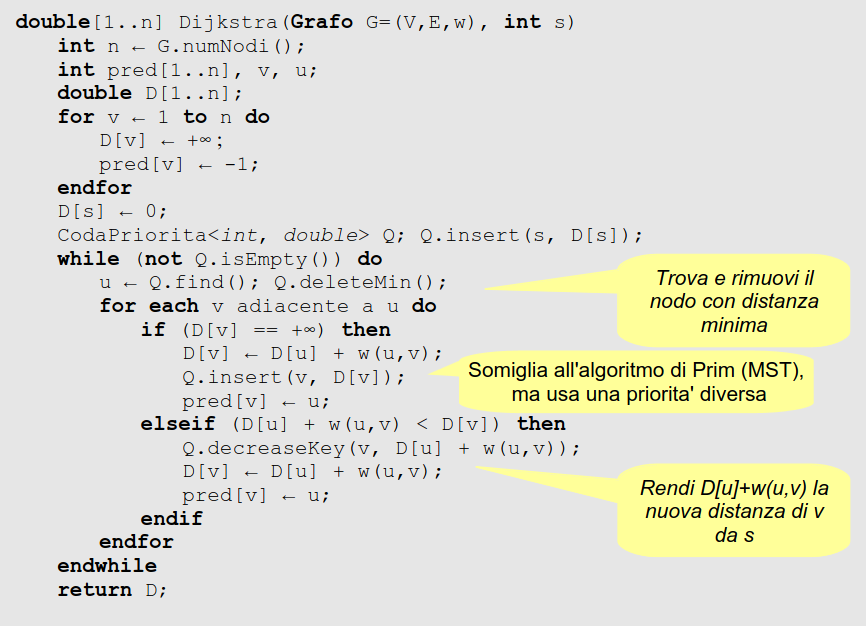 double[1..n] Dijkstra(Grafo G=(V,E,w), int s)
int n ← G.numNodi();
int pred[1..n], v, u;
double D[1..n];
for v ← 1 to n do
D[v] ← +∞;
pred[v] ← -1;
endfor
D[s] ← 0;
CodaPriorita<int, double> Q; Q.insert(s, D[s]);
while (not Q.isEmpty()) do
u ← Q.find(); Q.deleteMin();
for each v adiacente a u do
if (D[v] == +∞) then
D[v] ← D[u] + w(u,v);
Q.insert(v, D[v]);
pred[v] ← u;
elseif (D[u] + w(u,v) < D[v]) then
Q.decreaseKey(v, D[u] + w(u,v));
D[v] ← D[u] + w(u,v);
pred[v] ← u;
endif
endfor
endwhile
return D;
Trova e rimuovi il
nodo con distanza
minima
Somiglia all'algoritmo di Prim (MST),
ma usa una priorita' diversa
Rendi D[u]+w(u,v) la
nuova distanza di v
da s